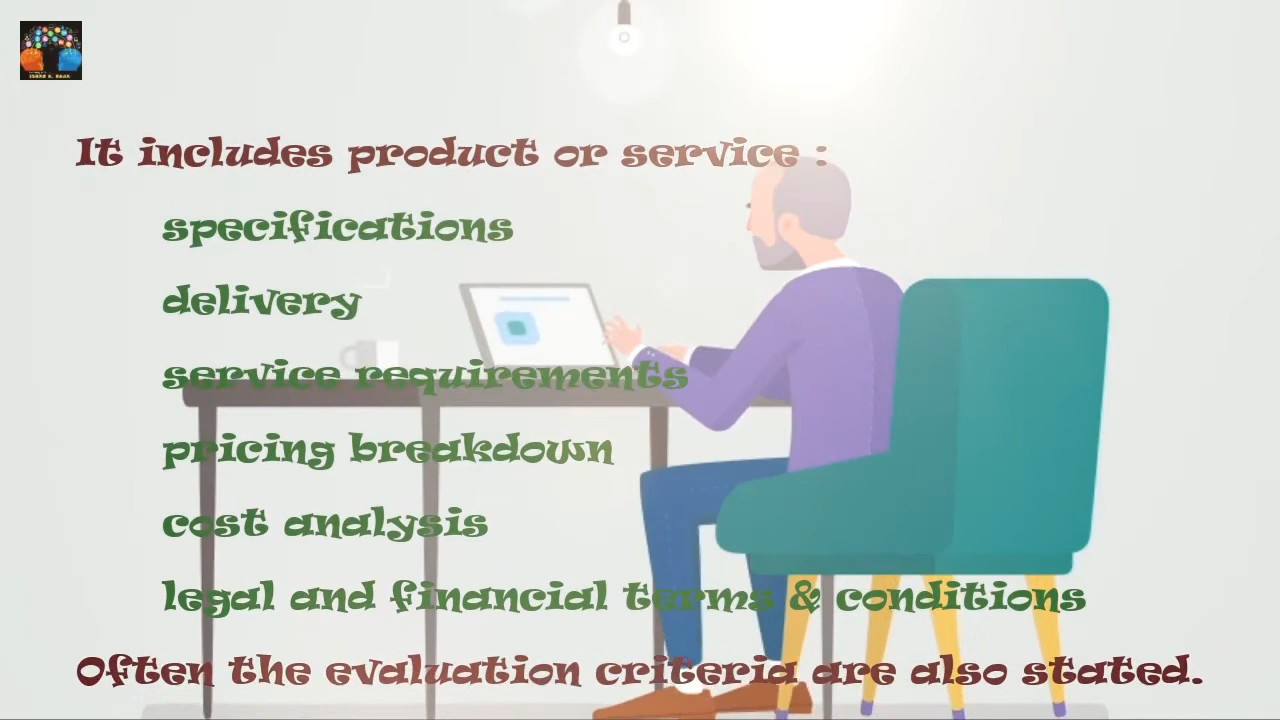 It includes product or service :
specifications
delivery
service requirements
pricing breakdown
cost analysis
legal and financial terms & conditions
Often the evaluation criteria are also stated.